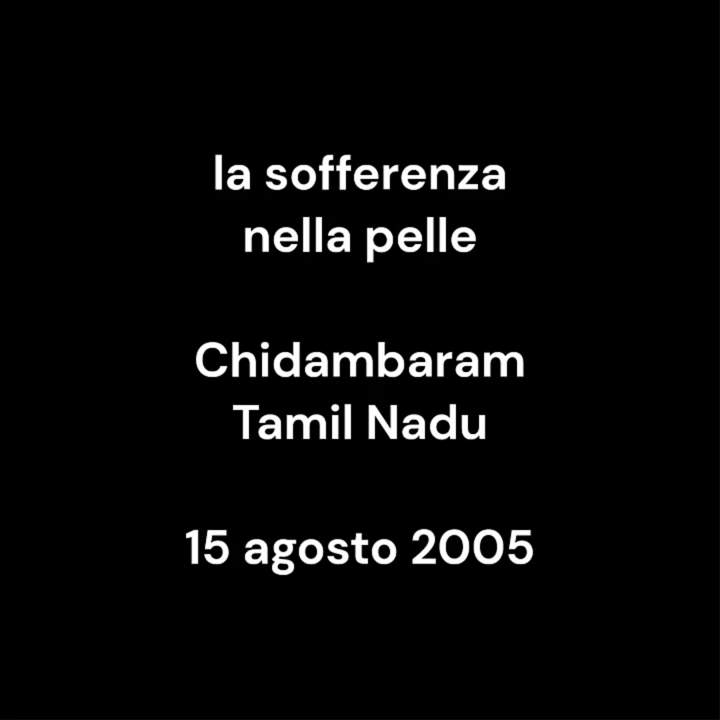 la sofferenza
nella pelle
Chidambaram
Tamil Nadu
15 agosto 2005